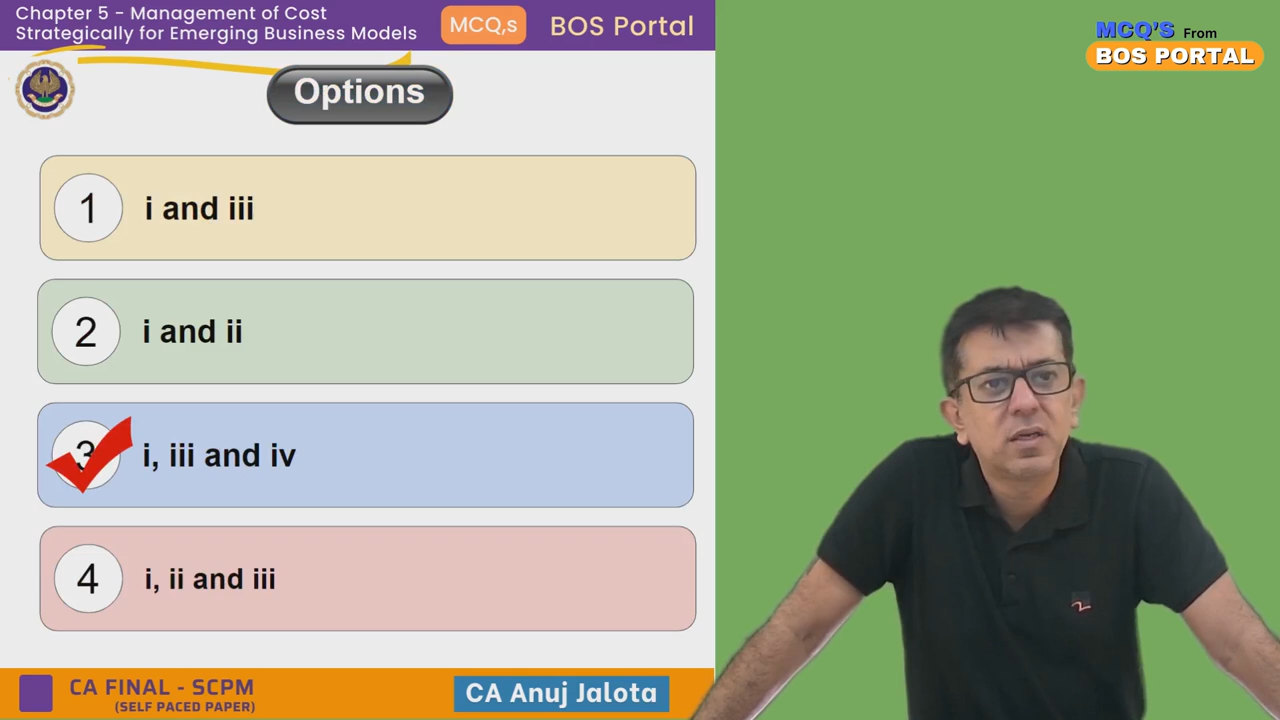 Chapter 5 - Management of Cost
Strategically for Emerging Business Models
MCQ,s
BOS Portal
MCQ'S From
BOS PORTAL
Options
1 i and iii
2 i and ii
3 i, iii and iv
4 i, ii and iii
CA FINAL - SCPM
(SELF PACED PAPER)
CA Anuj Jalota